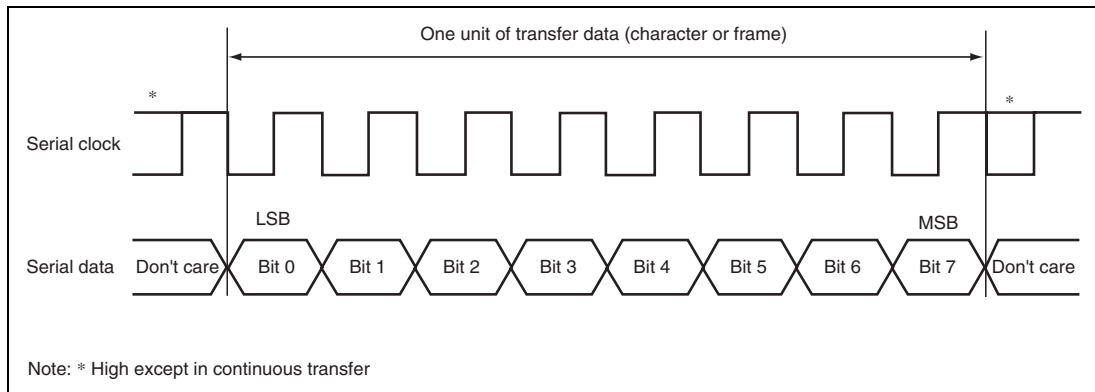 One unit of transfer data (character or frame)
* *
Serial clock
LSB MSB
Serial data Don't care Bit 0 Bit 1 Bit 2 Bit 3 Bit 4 Bit 5 Bit 6 Bit 7 Don't care
Note: * High except in continuous transfer